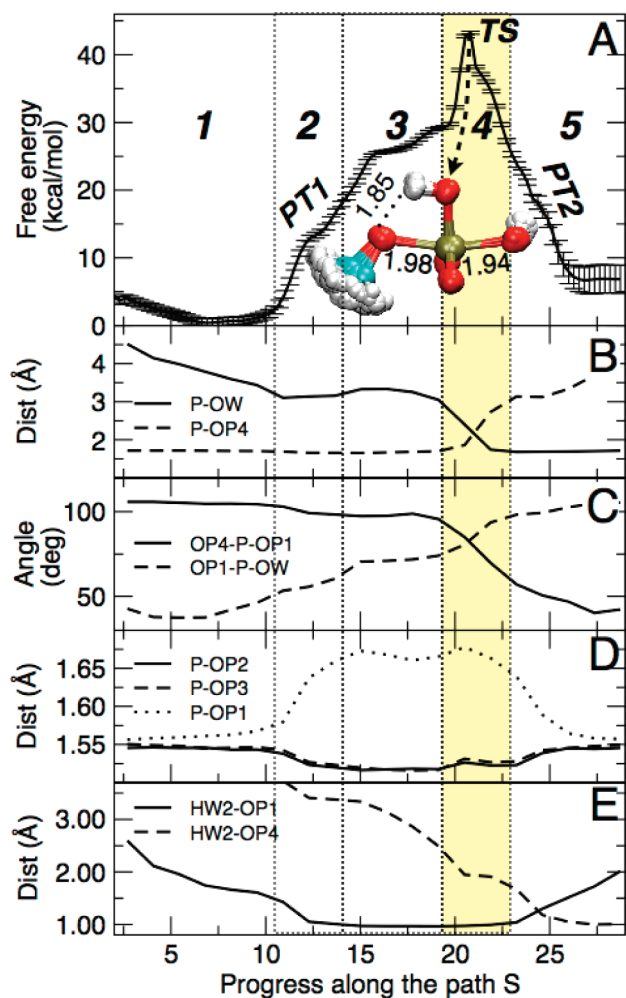 A
TS
40
30
20
10
0
Free energy
(kcal/mol)
1
2
3
4
5
PT1
PT2
1.85
1.98
1.94
B
4
3
2
Dist (Å)
P-OW
P-OP4
C
100
50
Angle
(deg)
OP4-P-OP1
OP1-P-OW
D
1.65
1.60
1.55
Dist (Å)
P-OP2
P-OP3
P-OP1
E
3.00
2.00
1.00
Dist (Å)
HW2-OP1
HW2-OP4
5 10 15 20 25
Progress along the path S